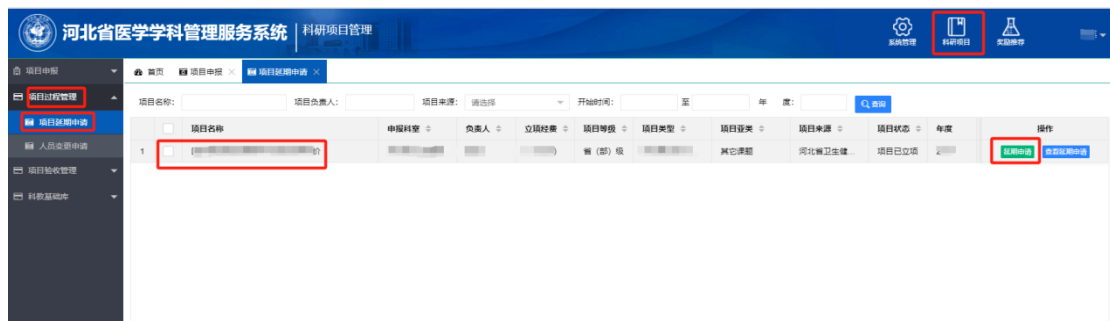 河北省医学学科管理服务系统 科研项目管理
系统管理 科研项目 奖励推荐
项目申报
首页 项目申报 项目延期申请
项目过程管理
项目名称: 项目负责人: 项目来源: 请选择 开始时间: 至 年 度: 查询
项目延期申请
项目名称 申报科室 负责人 立项经费 项目等级 项目类型 项目亚类 项目来源 项目状态 年度 操作
人员变更申请
1 价 省（部）级 其它课题 河北省卫生健... 项目已立项 2 延期申请 查看延期申请
项目验收管理
科教基础库